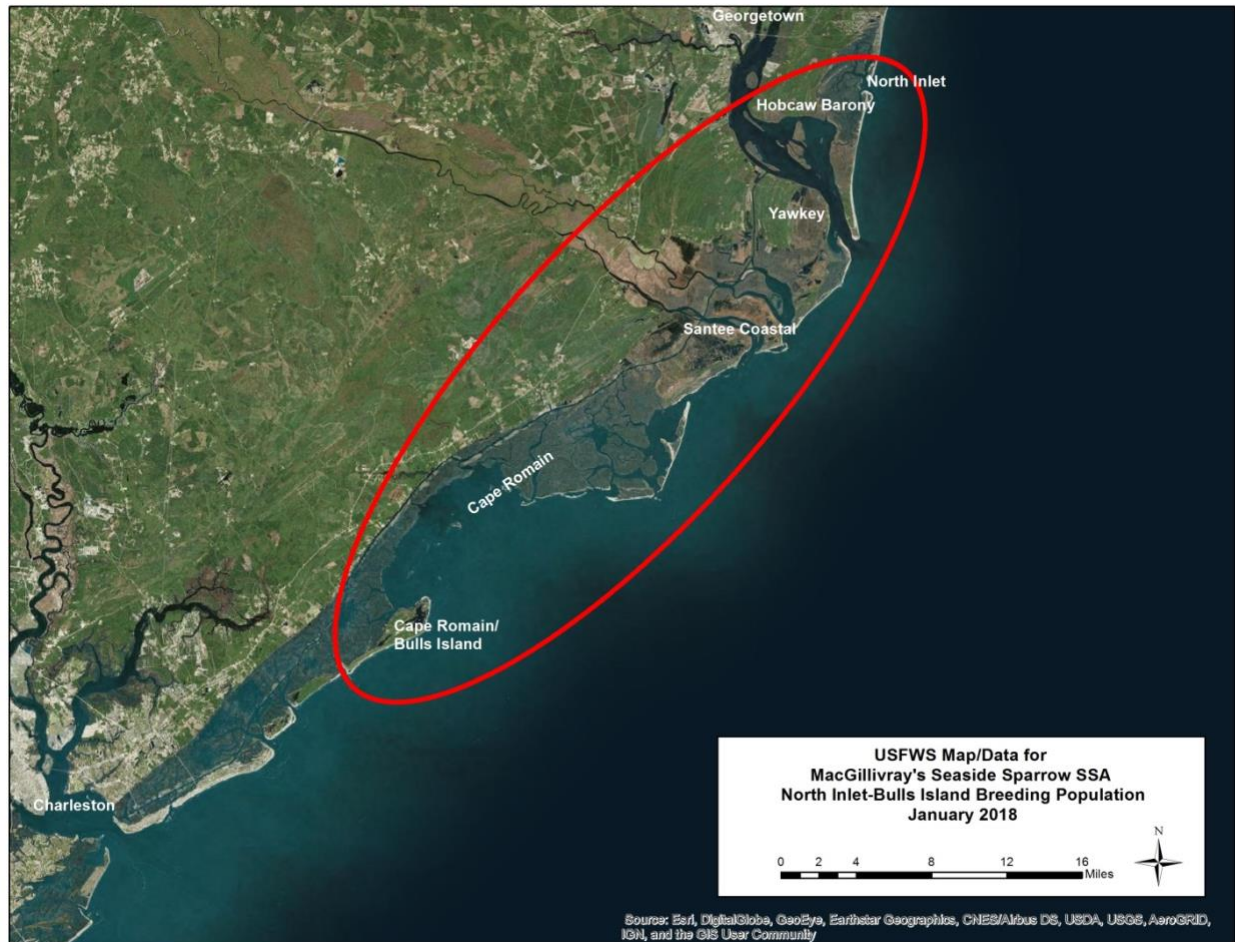 Georgetown
North Inlet
Hobcaw Barony
Yawkey
Santee Coastal
Cape Romain
Cape Romain/
Bulls Island
Charleston
USFWS Map/Data for
MacGillivray's Seaside Sparrow SSA
North Inlet-Bulls Island Breeding Population
January 2018
N
0 2 4 8 12 16
Miles
Source: Esri, DigitalGlobe, GeoEye, Earthstar Geographics, CNES/Airbus DS, USDA, USGS, AeroGRID,
IGN, and the GIS User Community